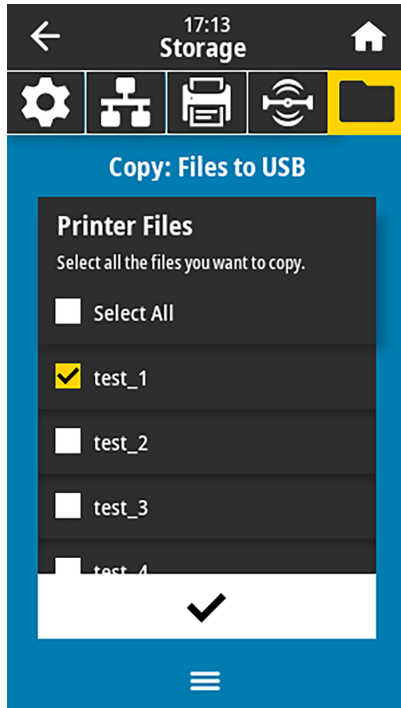 17:13
Storage
Copy: Files to USB
Printer Files
Select all the files you want to copy.
Select All
test_1
test_2
test_3
test_4